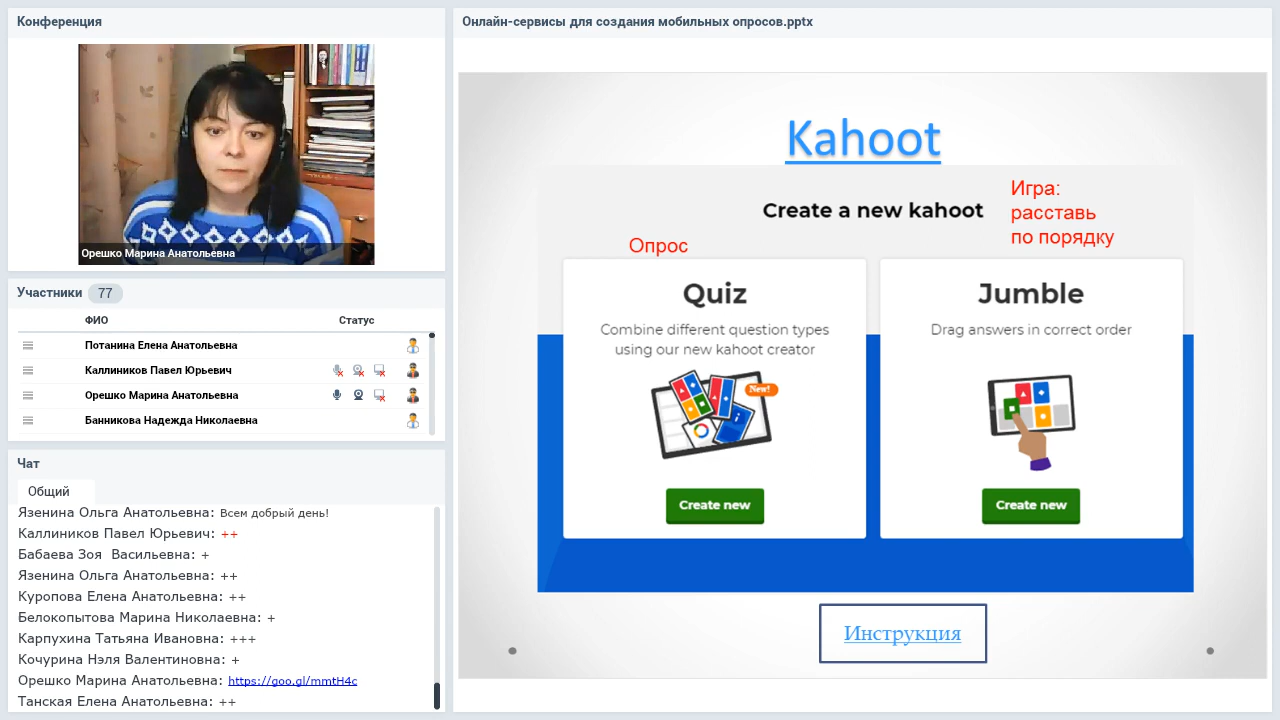 Конференция
Орешко Марина Анатольевна
Участники 77
ФИО Статус
Потанина Елена Анатольевна
Каллиников Павел Юрьевич
Орешко Марина Анатольевна
Банникова Надежда Николаевна
Чат
Общий
Язенина Ольга Анатольевна: Всем добрый день!
Каллиников Павел Юрьевич: ++
Бабаева Зоя  Васильевна: +
Язенина Ольга Анатольевна: ++
Куропова Елена Анатольевна: ++
Белокопытова Марина Николаевна: +
Карпухина Татьяна Ивановна: +++
Кочурина Нэля Валентиновна: +
Орешко Марина Анатольевна: https://goo.gl/mmtH4c
Танская Елена Анатольевна: ++
Онлайн-сервисы для создания мобильных опросов.pptx
Kahoot
Create a new kahoot
Опрос
Игра:
расставь
по порядку
Quiz
Combine different question types
using our new kahoot creator
New!
Create new
Jumble
Drag answers in correct order
Create new
Инструкция